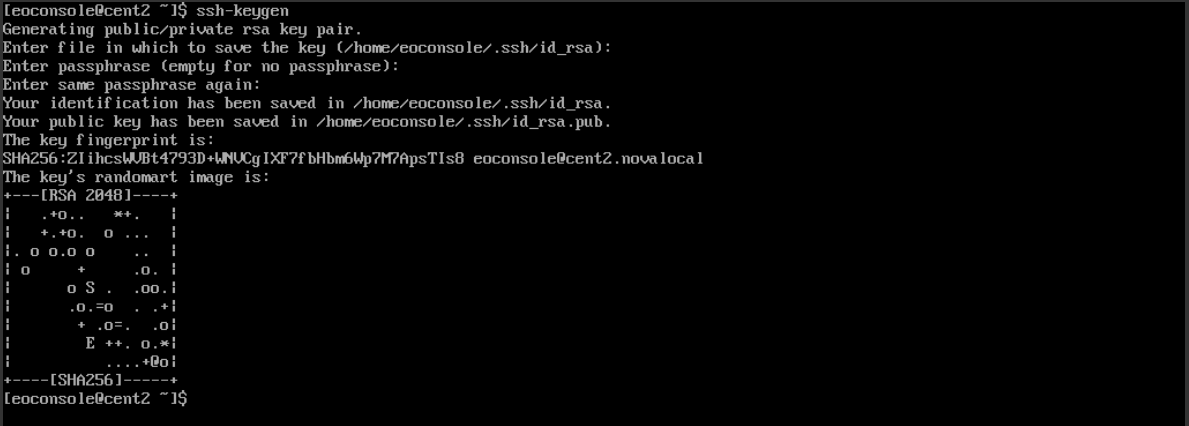 [eoconsole@cent2 ~]$ ssh-keygen
Generating public/private rsa key pair.
Enter file in which to save the key (/home/eoconsole/.ssh/id_rsa):
Enter passphrase (empty for no passphrase):
Enter same passphrase again:
Your identification has been saved in /home/eoconsole/.ssh/id_rsa.
Your public key has been saved in /home/eoconsole/.ssh/id_rsa.pub.
The key fingerprint is:
SHA256:ZIihcsWVBt4793D+WNVCgIXF7fbHbm6Wp7M7ApsTIs8 eoconsole@cent2.novalocal
The key's randomart image is:
+---[RSA 2048]----+
|   .+o..   *+.   |
|   +.+o.  o ...  |
|. o o.o o    ..  |
| o     +     .o. |
|      o S .  .oo.|
|      .o.=o  . .+|
|       + .o=.  .o|
|        E ++. o.*|
|          ....+@o|
+----[SHA256]-----+
[eoconsole@cent2 ~]$